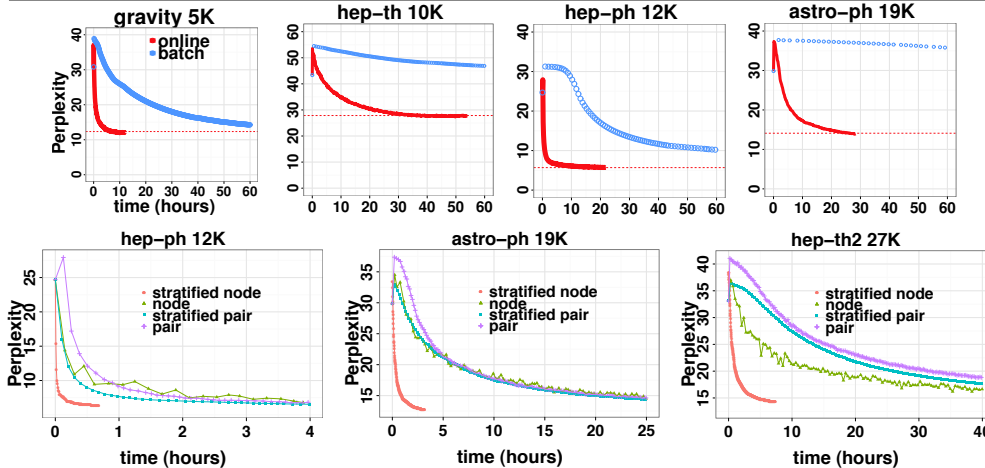 gravity 5K
hep-th 10K
hep-ph 12K
astro-ph 19K
online
batch
Perplexity
0 10 20 30 40
0 10 20 30 40 50 60
0 10 20 30 40
0 10 20 30 40
0 10 20 30 40 50 60
0 10 20 30 40 50 60
0 10 20 30 40 50 60
0 10 20 30 40 50 60
time (hours)
hep-ph 12K
astro-ph 19K
hep-th2 27K
Perplexity
10 15 20 25
stratified node
node
stratified pair
pair
0 1 2 3 4
time (hours)
Perplexity
15 20 25 30 35
stratified node
node
stratified pair
pair
0 5 10 15 20 25
time (hours)
Perplexity
15 20 25 30 35 40
stratified node
node
stratified pair
pair
0 10 20 30 40
time (hours)